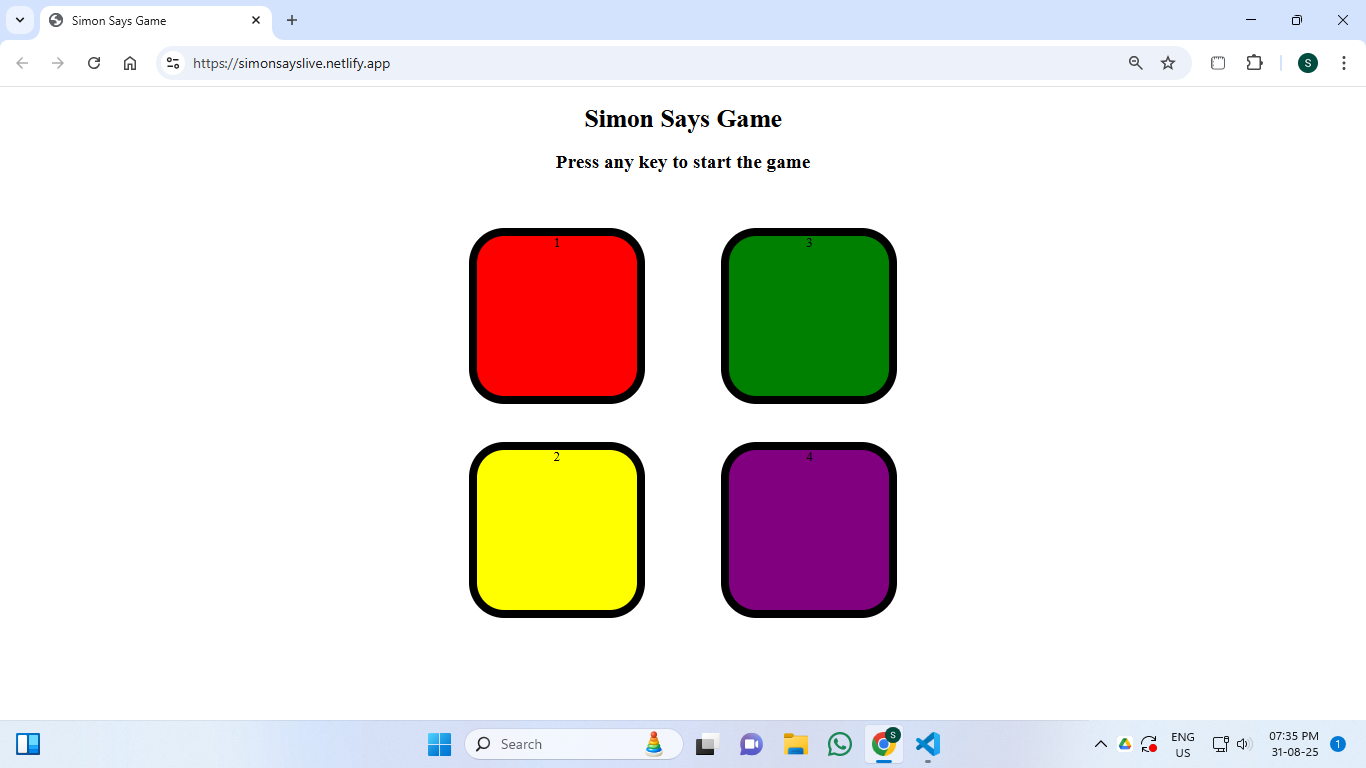 Simon Says Game
https://simonsayslive.netlify.app
S
Simon Says Game
Press any key to start the game
1
3
2
4
Search
S
ENG
US
07:35 PM
31-08-25
1